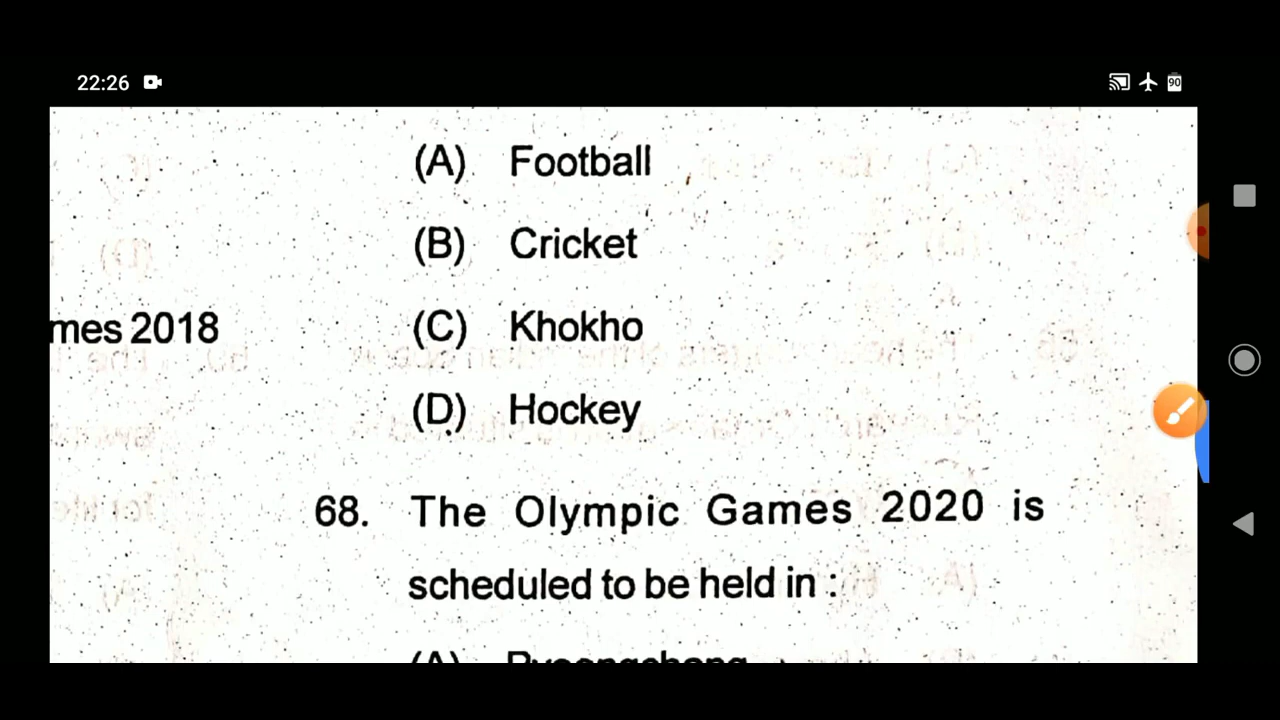 22:26
90
(A) Football
(B) Cricket
mes 2018
(C) Khokho
(D) Hockey
68. The Olympic Games 2020 is
scheduled to be held in :
(A)